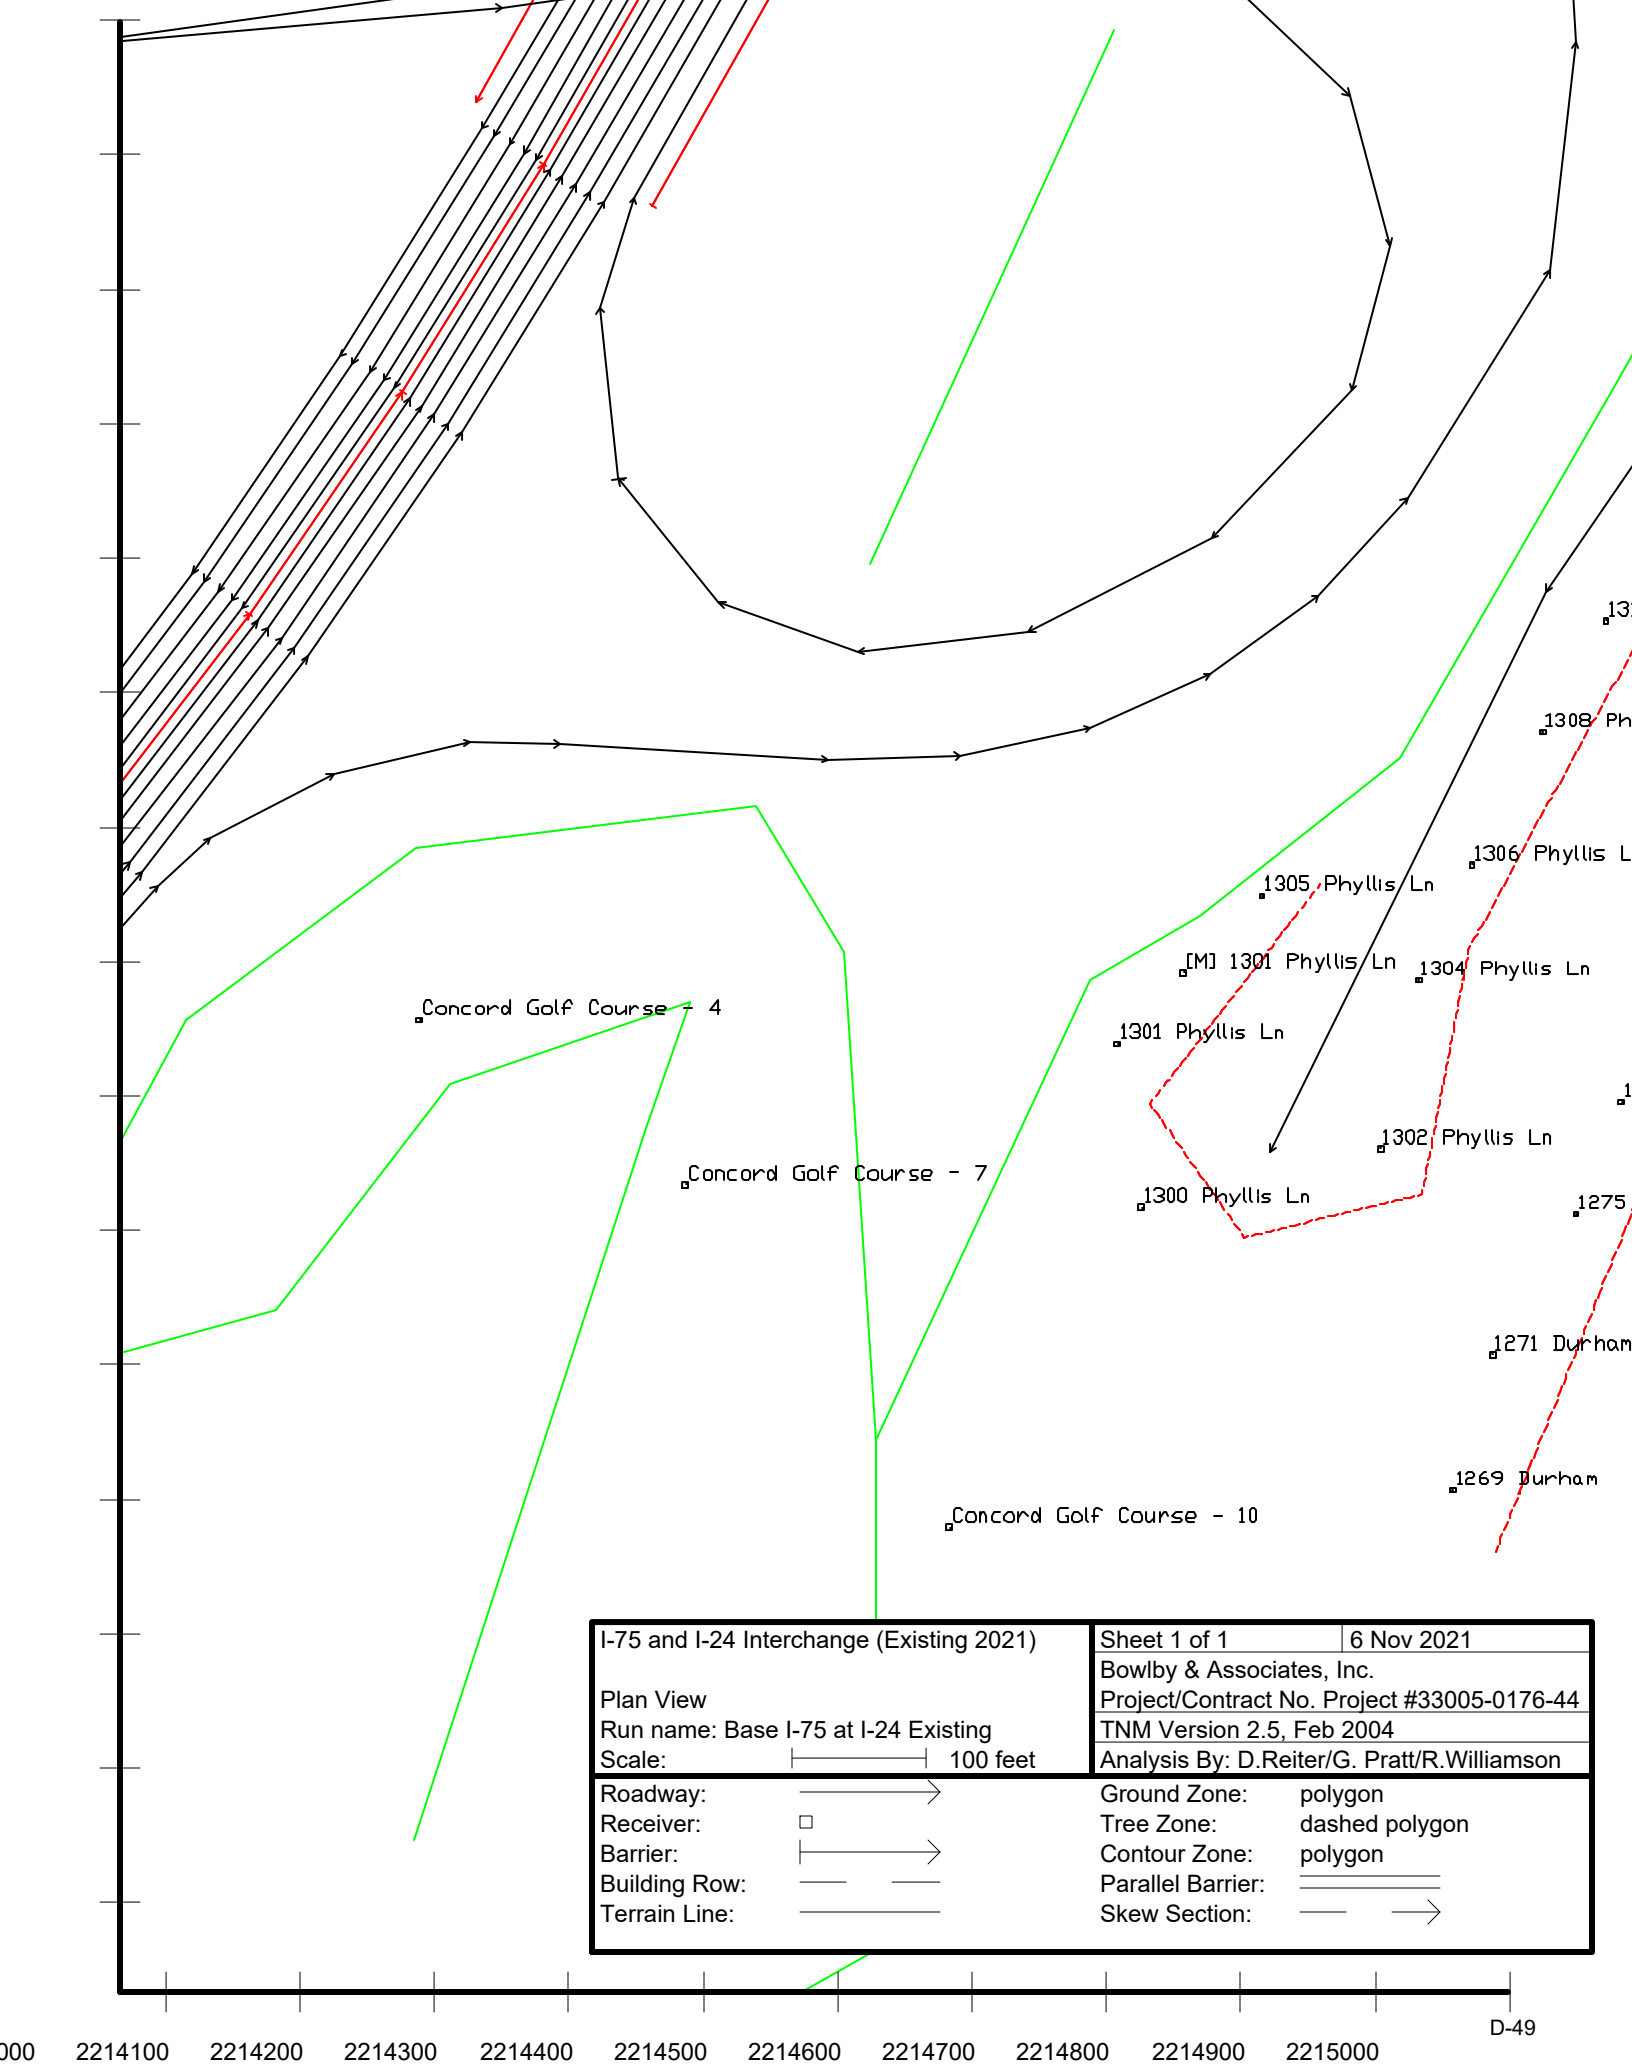 1308
1305 Phyllis Ln
1306 Phyllis
[M] 1301 Phyllis Ln
1304 Phyllis Ln
Concord Golf Course - 4
1301 Phyllis Ln
1302 Phyllis Ln
Concord Golf Course - 7
1300 Phyllis Ln
1275
1271 Durham
1269 Durham
Concord Golf Course - 10
I-75 and I-24 Interchange (Existing 2021)
Plan View
Run name: Base I-75 at I-24 Existing
Scale: 100 feet
Sheet 1 of 1 6 Nov 2021
Bowlby & Associates, Inc.
Project/Contract No. Project #33005-0176-44
TNM Version 2.5, Feb 2004
Analysis By: D.Reiter/G. Pratt/R.Williamson
Roadway:
Receiver:
Barrier:
Building Row:
Terrain Line:
Ground Zone: polygon
Tree Zone: dashed polygon
Contour Zone: polygon
Parallel Barrier:
Skew Section:
D-49
2214100 2214200 2214300 2214400 2214500 2214600 2214700 2214800 2214900 2215000